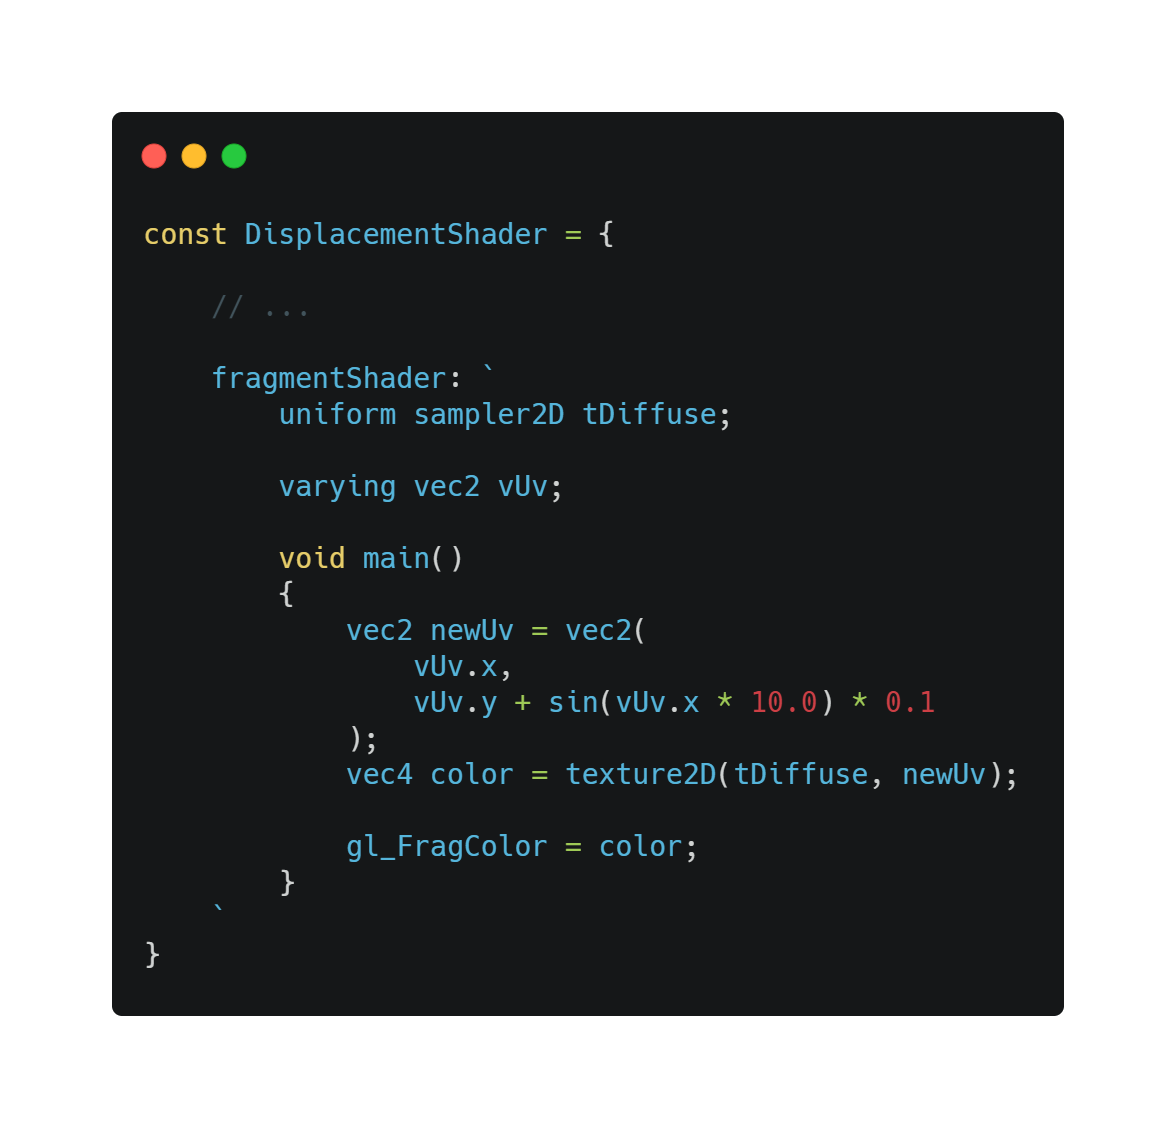 const DisplacementShader = {
// ...
fragmentShader: `
uniform sampler2D tDiffuse;
varying vec2 vUv;
void main()
{
vec2 newUv = vec2(
vUv.x,
vUv.y + sin(vUv.x * 10.0) * 0.1
);
vec4 color = texture2D(tDiffuse, newUv);
gl_FragColor = color;
}
`
}